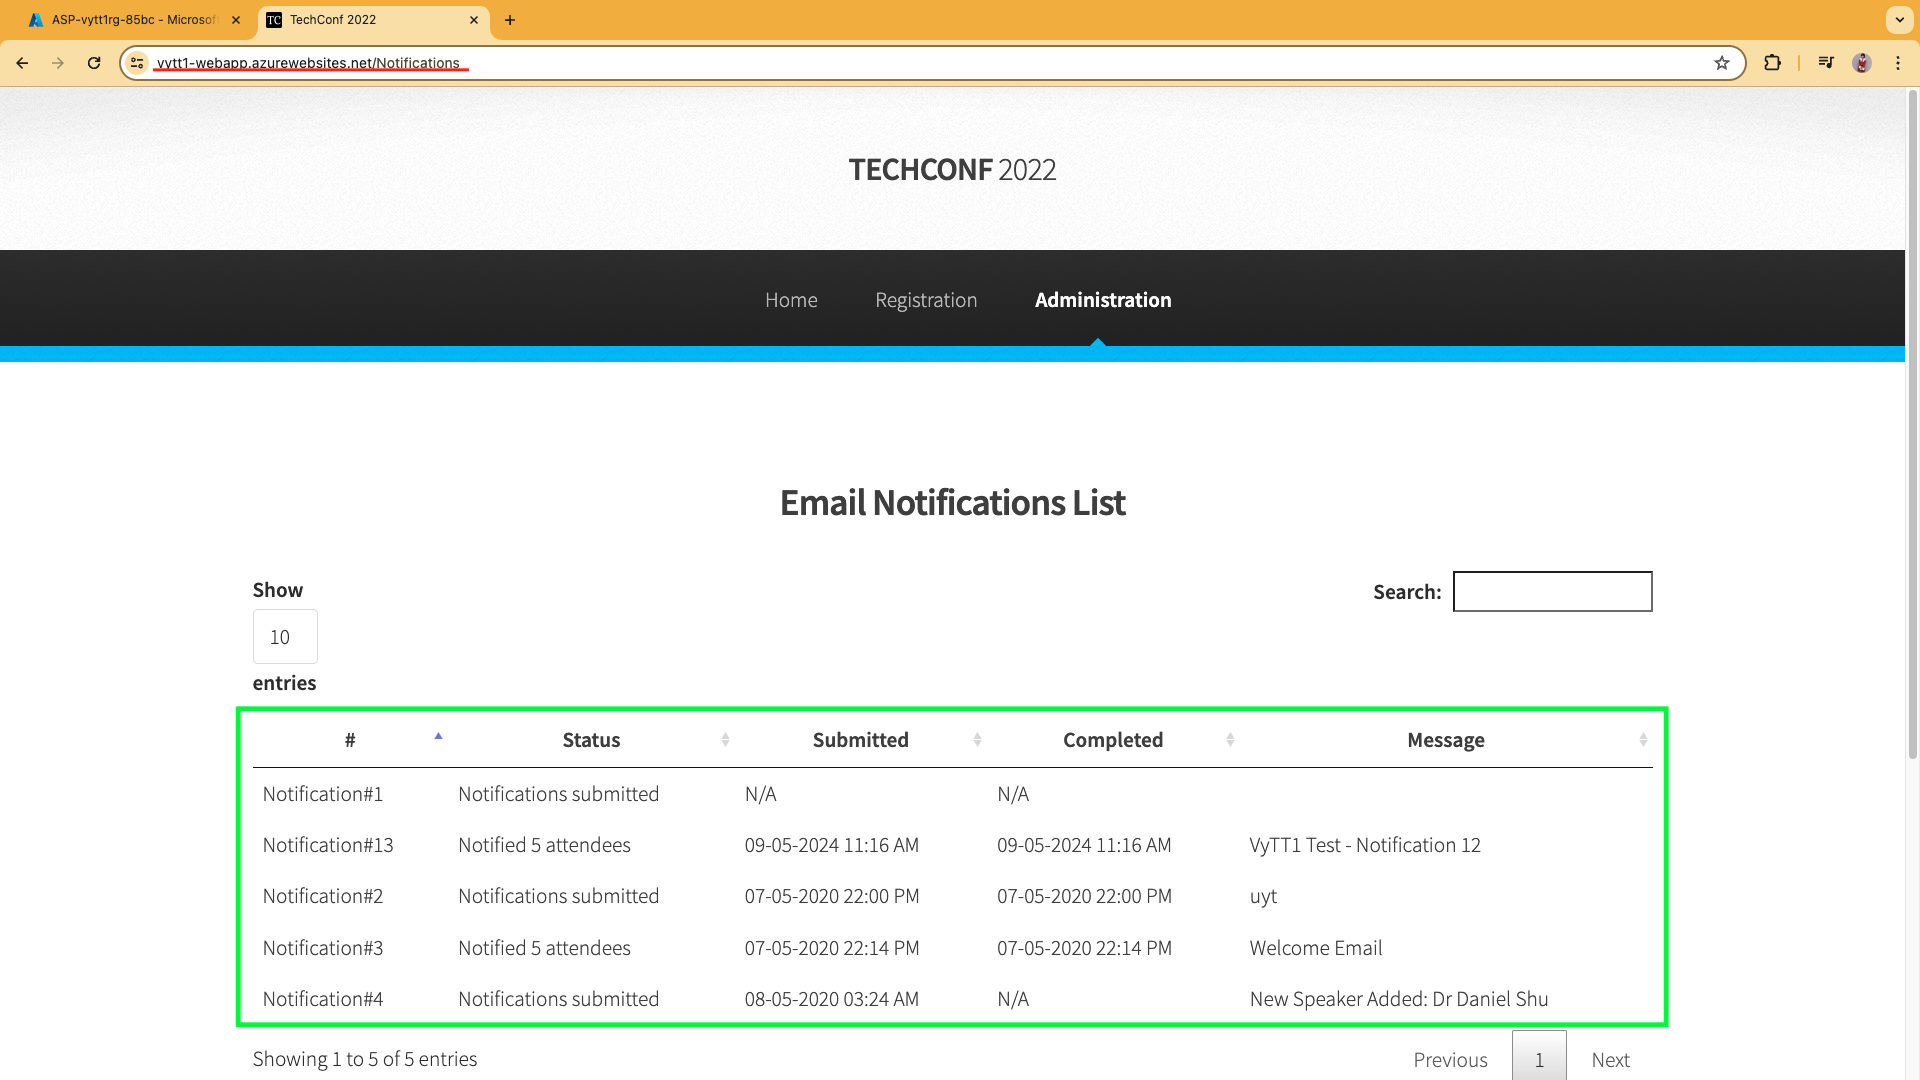 ASP-vytt1rg-85bc - Microsof
TechConf 2022
vytt1-webapp.azurewebsites.net/Notifications
TECHCONF 2022
Home Registration Administration
Email Notifications List
Show
10
entries
Search:
# Status Submitted Completed Message
Notification#1 Notifications submitted N/A N/A
Notification#13 Notified 5 attendees 09-05-2024 11:16 AM 09-05-2024 11:16 AM VyTT1 Test - Notification 12
Notification#2 Notifications submitted 07-05-2020 22:00 PM 07-05-2020 22:00 PM uyt
Notification#3 Notified 5 attendees 07-05-2020 22:14 PM 07-05-2020 22:14 PM Welcome Email
Notification#4 Notifications submitted 08-05-2020 03:24 AM N/A New Speaker Added: Dr Daniel Shu
Showing 1 to 5 of 5 entries
Previous 1 Next